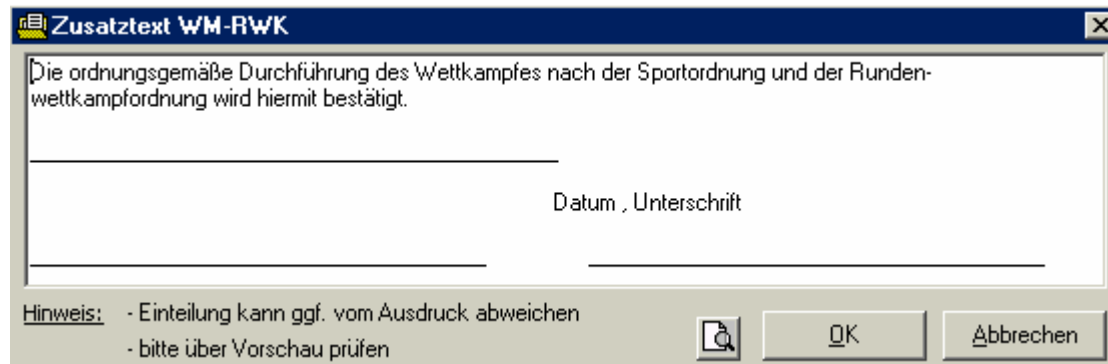 Zusatztext WM-RWK
Die ordnungsgemäße Durchführung des Wettkampfes nach der Sportordnung und der Runden-
wettkampfordnung wird hiermit bestätigt.
Datum , Unterschrift
Hinweis: - Einteilung kann ggf. vom Ausdruck abweichen
- bitte über Vorschau prüfen
OK
Abbrechen